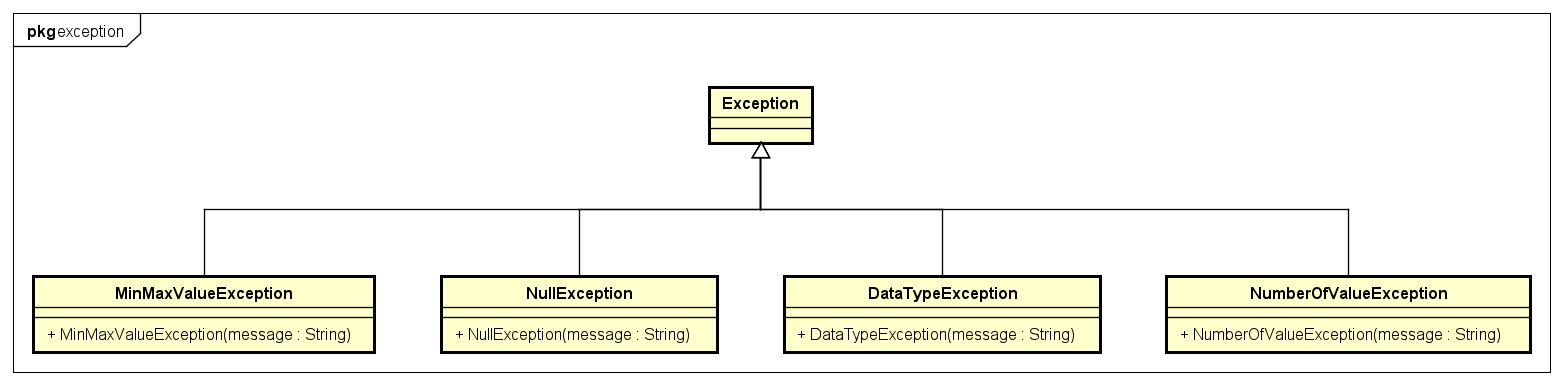 pkg exception
Exception
MinMaxValueException
+ MinMaxValueException(message : String)
NullException
+ NullException(message : String)
DataTypeException
+ DataTypeException(message : String)
NumberOfValueException
+ NumberOfValueException(message : String)